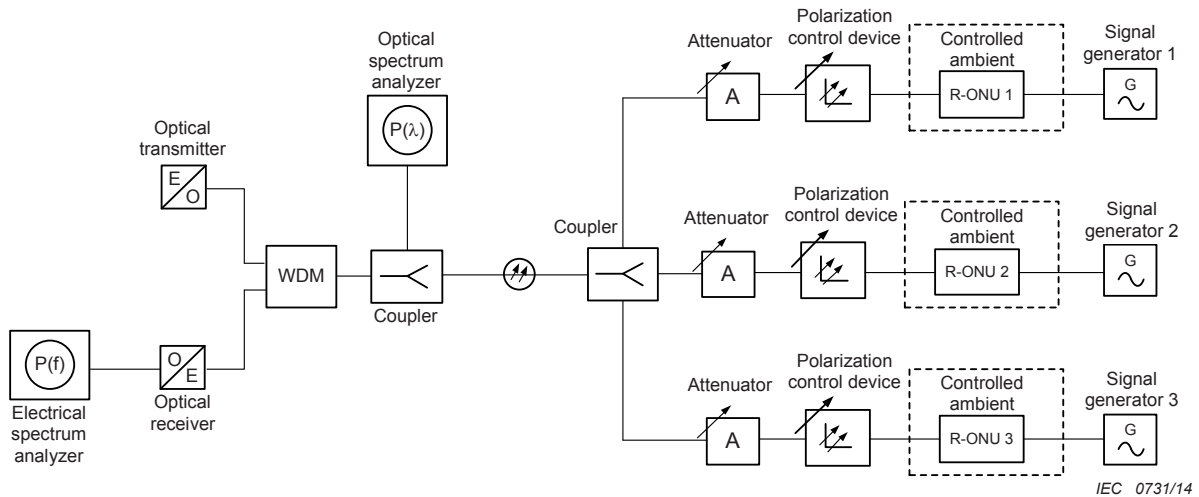 Optical
spectrum
analyzer
P(λ)
Optical
transmitter
E
O
WDM
Coupler
P(f)
Electrical
spectrum
analyzer
O
E
Optical
receiver
Coupler
Attenuator
A
Polarization
control device
Controlled
ambient
R-ONU 1
Signal
generator 1
G
Attenuator
A
Polarization
control device
Controlled
ambient
R-ONU 2
Signal
generator 2
G
Attenuator
A
Polarization
control device
Controlled
ambient
R-ONU 3
Signal
generator 3
G
IEC 0731/14